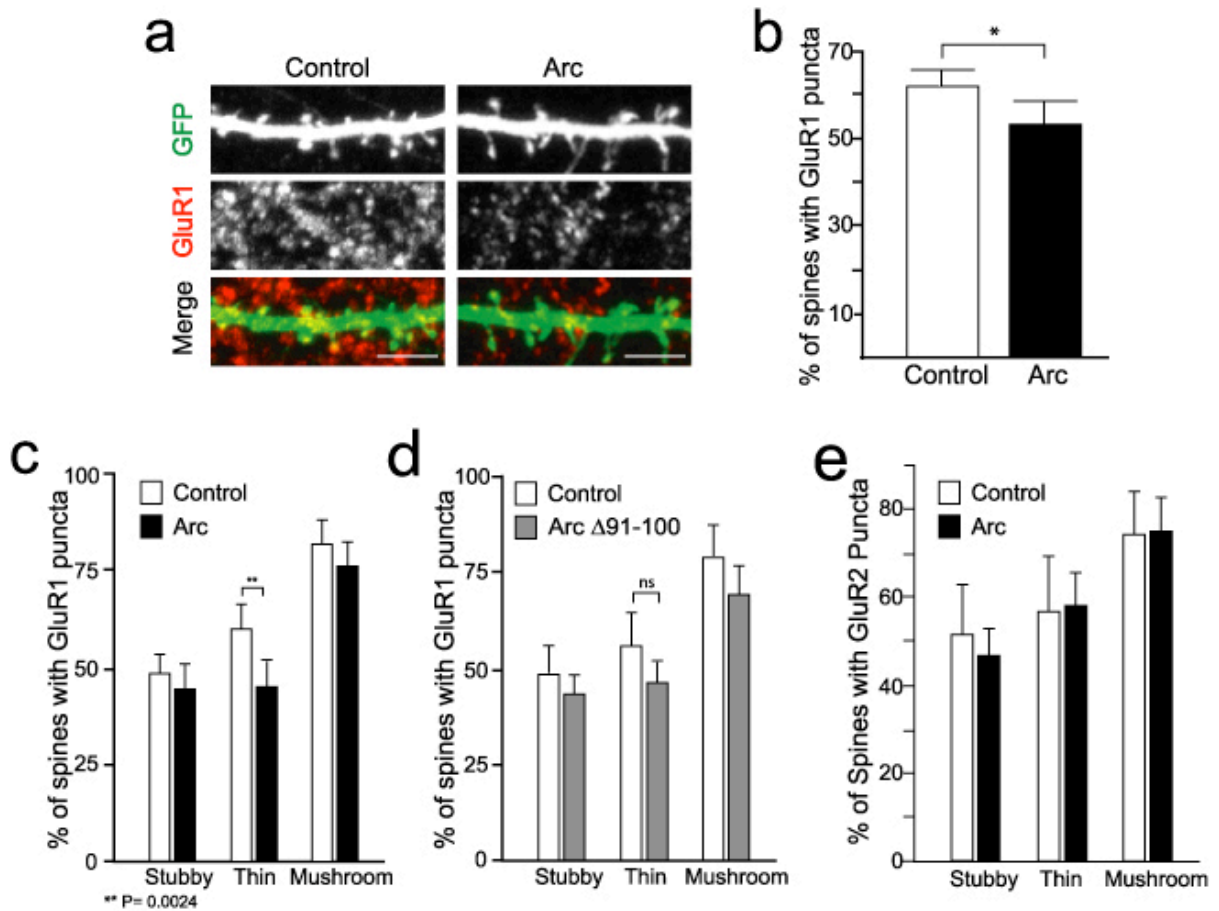 a
Control Arc
GFP
GluR1
Merge
b
*
% of spines with GluR1 puncta
70
50
30
10
Control Arc
c
% of spines with GluR1 puncta
100
75
50
25
0
Control
Arc
**
Stubby Thin Mushroom
** P= 0.0024
d
% of spines with GluR1 puncta
100
75
50
25
0
Control
Arc Δ91-100
ns
Stubby Thin Mushroom
e
% of Spines with GluR2 Puncta
80
60
40
20
0
Control
Arc
Stubby Thin Mushroom